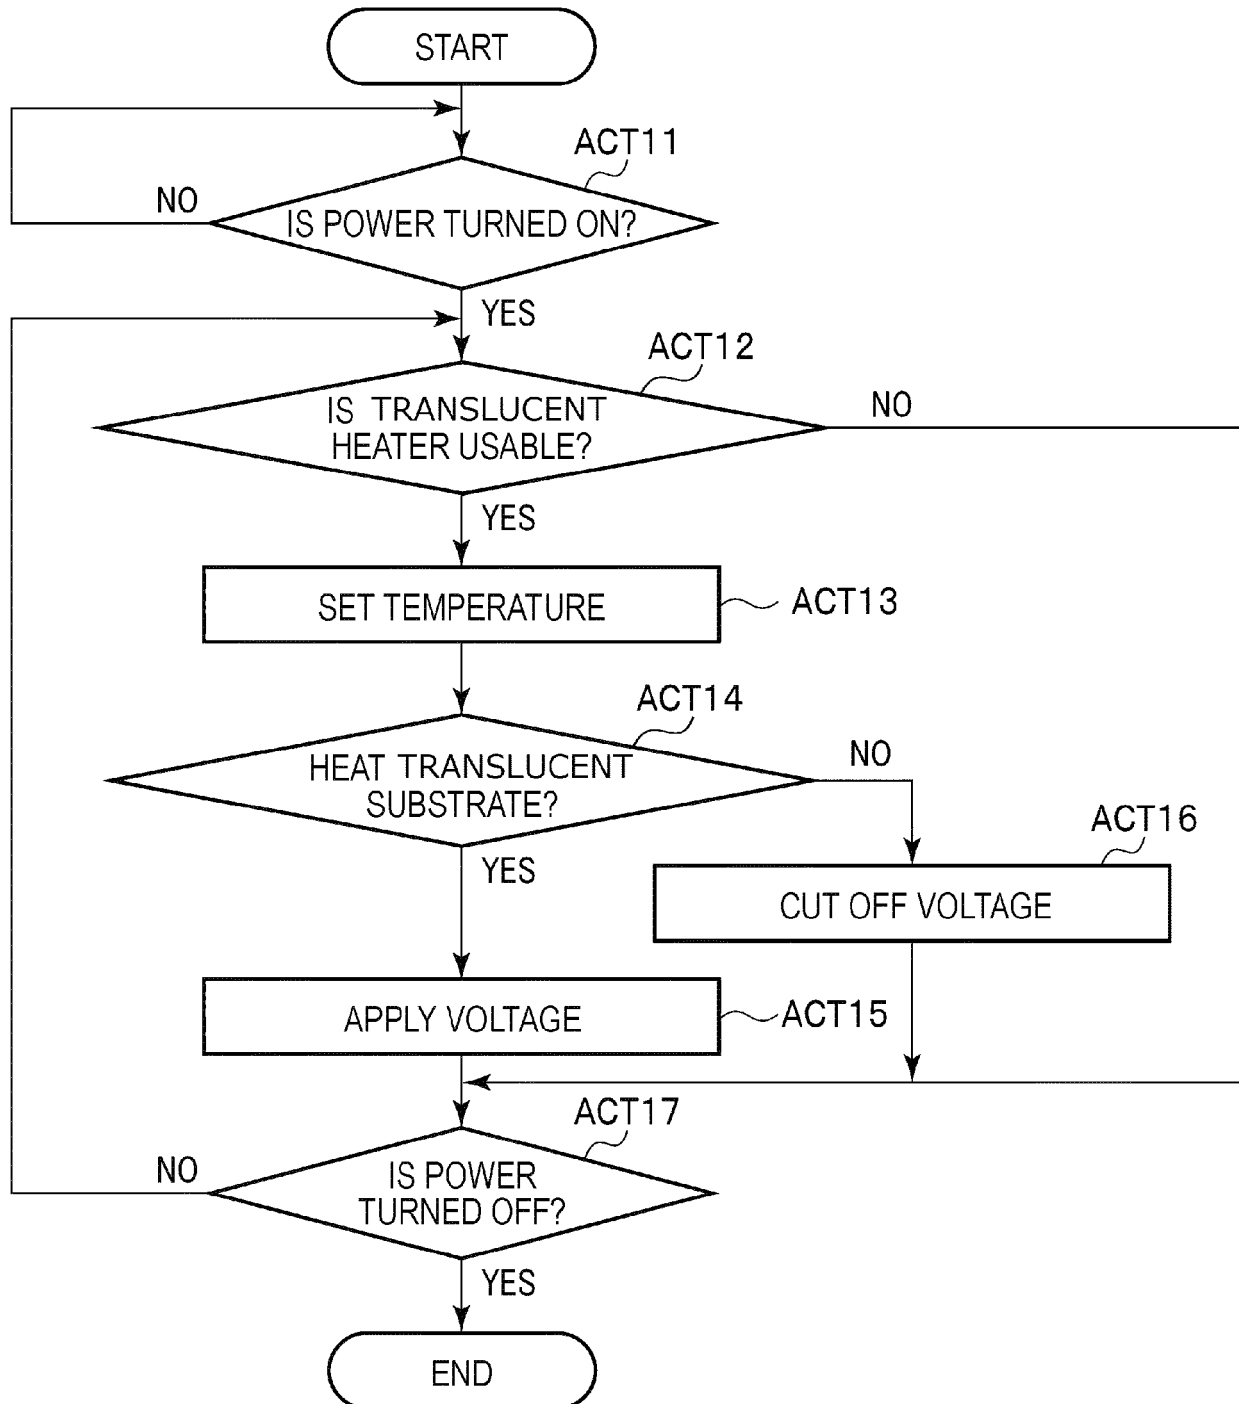 START
ACT11
NO
IS POWER TURNED ON?
YES
ACT12
NO
IS TRANSLUCENT
HEATER USABLE?
YES
SET TEMPERATURE
ACT13
ACT14
NO
HEAT TRANSLUCENT
SUBSTRATE?
YES
ACT16
CUT OFF VOLTAGE
APPLY VOLTAGE
ACT15
ACT17
NO
IS POWER
TURNED OFF?
YES
END